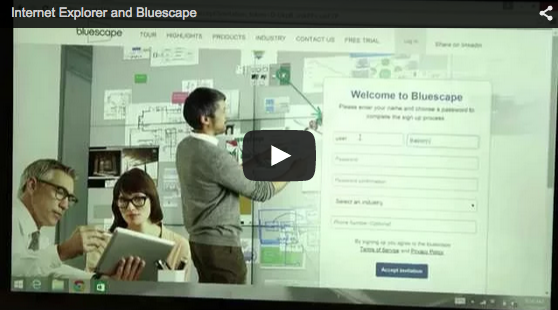 Internet Explorer and Bluescape
bluescape TOUR HIGHLIGHTS PRODUCTS INDUSTRY CONTACT US FREE TRIAL Log In Share on linkedin
Welcome to Bluescape
Please enter your name and choose a password to
complete the sign up process
user
Password
Password confirmation
Select an industry
Phone Number (Optional)
By signing up you agree to the bluescape
Terms of Service and Privacy Policy
Accept Invitation